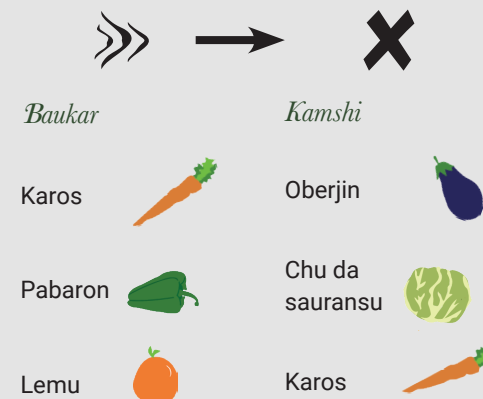 Baukar
Karos
Pabaron
Lemu
Kamshi
Oberjin
Chu da
sauransu
Karos